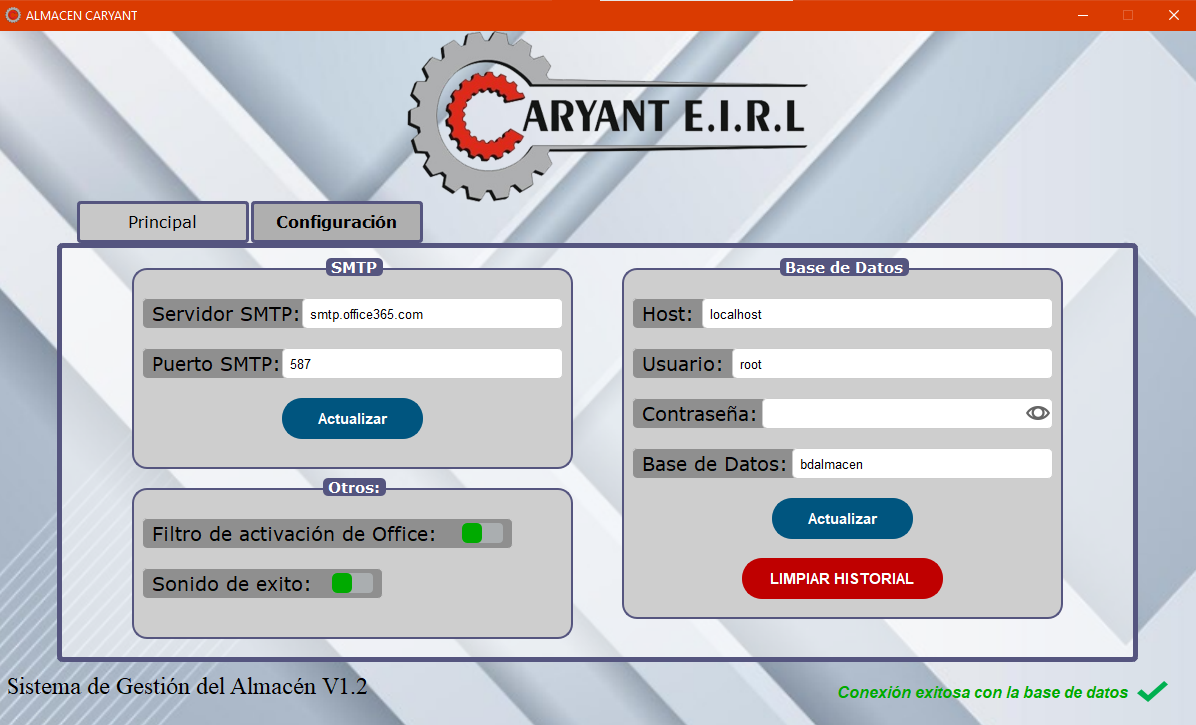 ALMACEN CARYANT
CARYANT E.I.R.L
Principal
Configuración
SMTP
Servidor SMTP: smtp.office365.com
Puerto SMTP: 587
Actualizar
Otros:
Filtro de activación de Office:
Sonido de exito:
Base de Datos
Host: localhost
Usuario: root
Contraseña:
Base de Datos: bdalmacen
Actualizar
LIMPIAR HISTORIAL
Sistema de Gestión del Almacén V1.2
Conexión exitosa con la base de datos